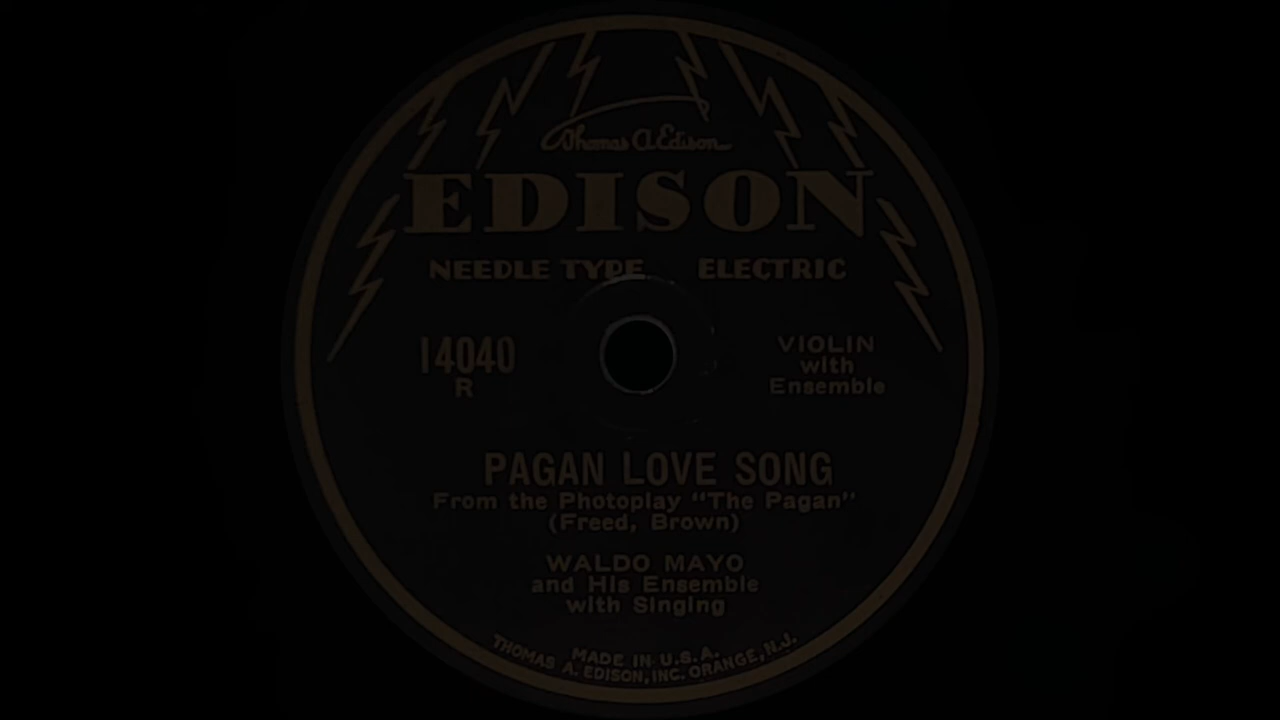 Thomas A Edison
EDISON
NEEDLE TYPE ELECTRIC
14040
R
VIOLIN
with
Ensemble
PAGAN LOVE SONG
From the Photoplay "The Pagan"
(Freed, Brown)
WALDO MAYO
and His Ensemble
with Singing
MADE IN U.S.A.
THOMAS A. EDISON, INC. ORANGE, N.J.